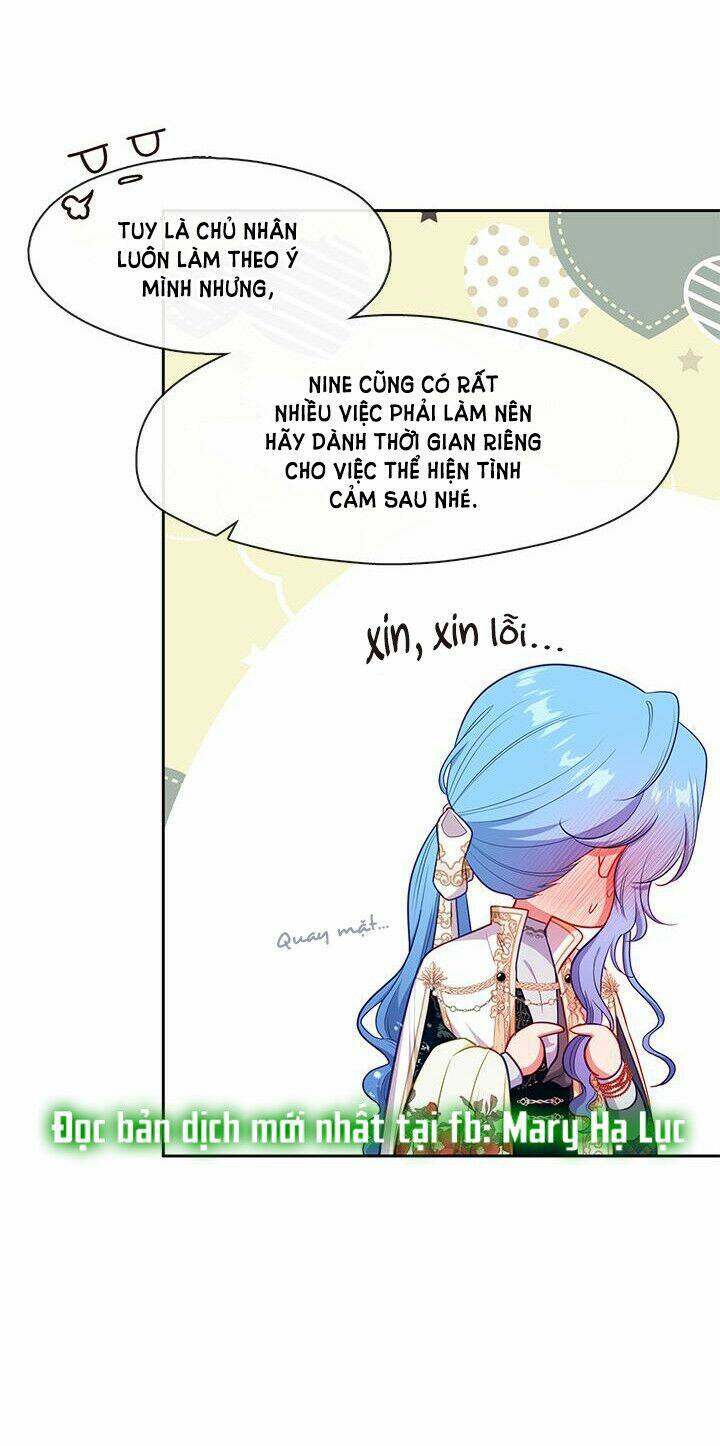 TUY LÀ CHỦ NHÂN
LUÔN LÀM THEO Ý
MÌNH NHƯNG,
NINE CŨNG CÓ RẤT
NHIỀU VIỆC PHẢI LÀM NÊN
HÃY DÀNH THỜI GIAN RIÊNG
CHO VIỆC THỂ HIỆN TÌNH
CẢM SAU NHÉ.
xin, xin lỗi...
Quay mặt...
Đọc bản dịch mới nhất tại fb: Mary Hạ Lục